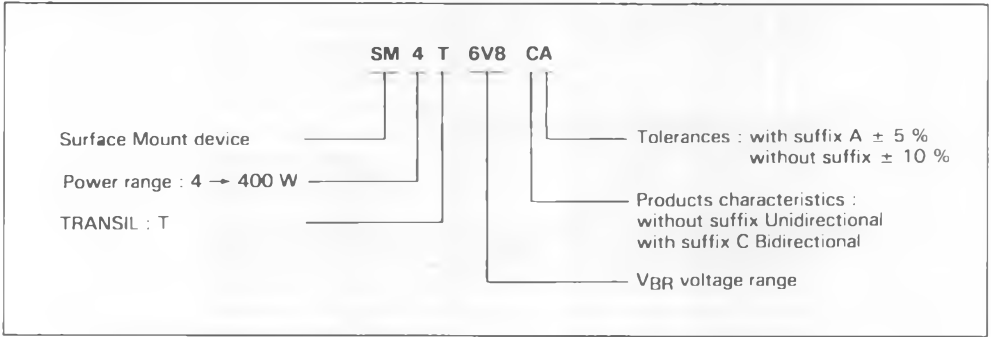 SM 4 T 6V8 CA
Surface Mount device
Power range : 4 → 400 W
TRANSIL : T
Tolerances : with suffix A ± 5 %
without suffix ± 10 %
Products characteristics :
without suffix Unidirectional
with suffix C Bidirectional
VBR voltage range